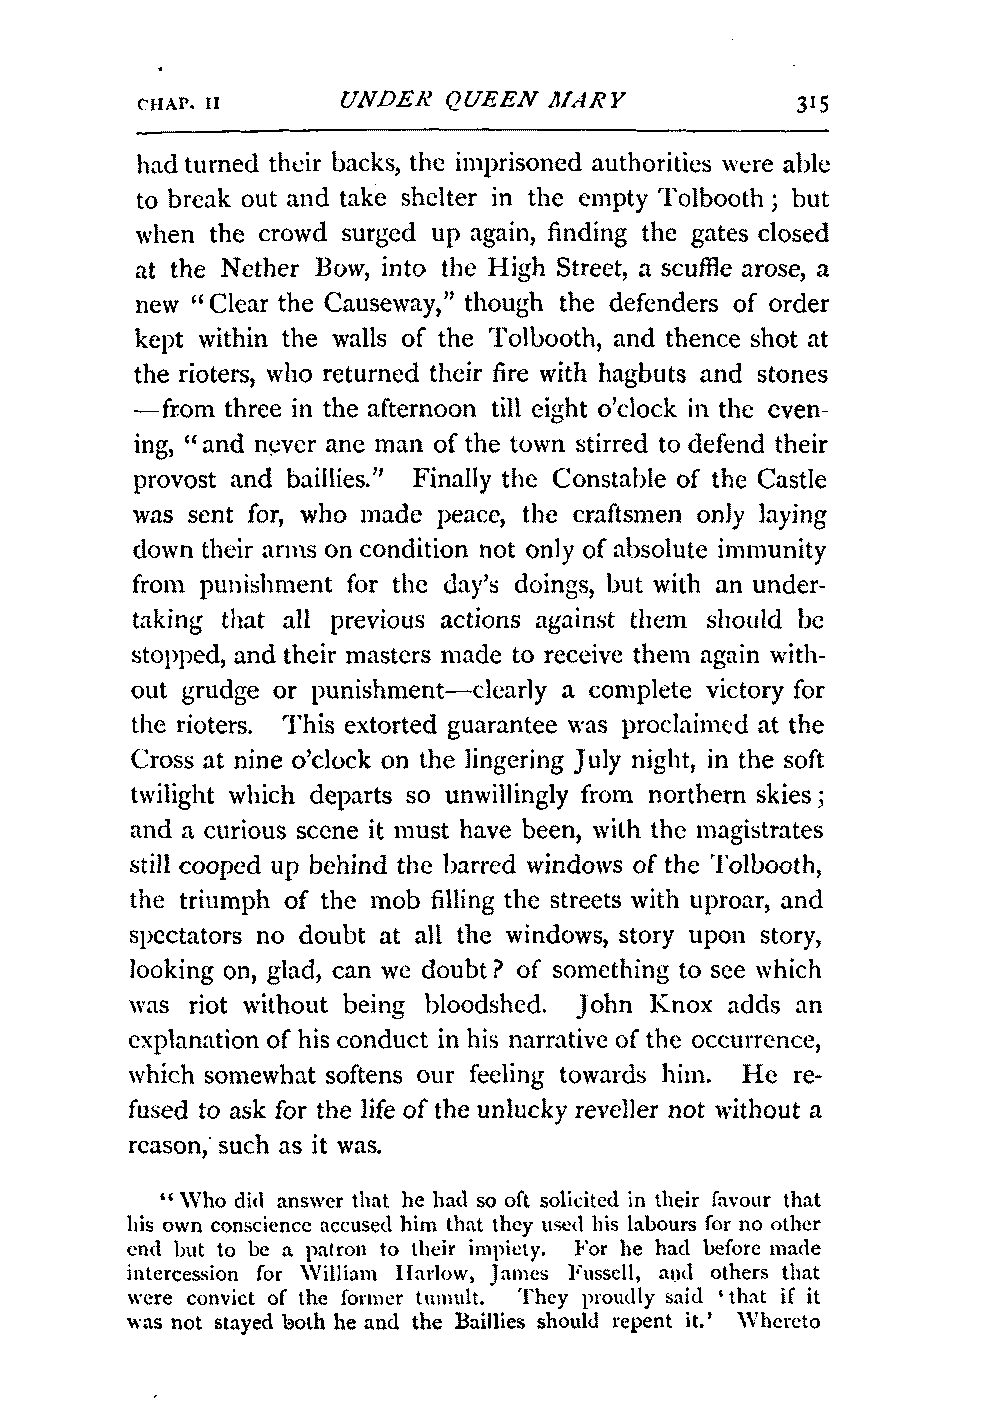 CHAP. II UNDER QUEEN MARY 315
had turned their backs, the imprisoned authorities were able
to break out and take shelter in the empty Tolbooth ; but
when the crowd surged up again, finding the gates closed
at the Nether Bow, into the High Street, a scuffle arose, a
new “Clear the Causeway,” though the defenders of order
kept within the walls of the Tolbooth, and thence shot at
the rioters, who returned their fire with hagbuts and stones
—from three in the afternoon till eight o’clock in the even-
ing, “and never ane man of the town stirred to defend their
provost and baillies.” Finally the Constable of the Castle
was sent for, who made peace, the craftsmen only laying
down their arms on condition not only of absolute immunity
from punishment for the day’s doings, but with an under-
taking that all previous actions against them should be
stopped, and their masters made to receive them again with-
out grudge or punishment—clearly a complete victory for
the rioters. This extorted guarantee was proclaimed at the
Cross at nine o’clock on the lingering July night, in the soft
twilight which departs so unwillingly from northern skies ;
and a curious scene it must have been, with the magistrates
still cooped up behind the barred windows of the Tolbooth,
the triumph of the mob filling the streets with uproar, and
spectators no doubt at all the windows, story upon story,
looking on, glad, can we doubt ? of something to see which
was riot without being bloodshed. John Knox adds an
explanation of his conduct in his narrative of the occurrence,
which somewhat softens our feeling towards him. He re-
fused to ask for the life of the unlucky reveller not without a
reason, such as it was.
“Who did answer that he had so oft solicited in their favour that
his own conscience accused him that they used his labours for no other
end but to be a patron to their impiety. For he had before made
intercession for William Harlow, James Fussell, and others that
were convict of the former tumult. They proudly said ‘that if it
was not stayed both he and the Baillies should repent it.’ Whereto